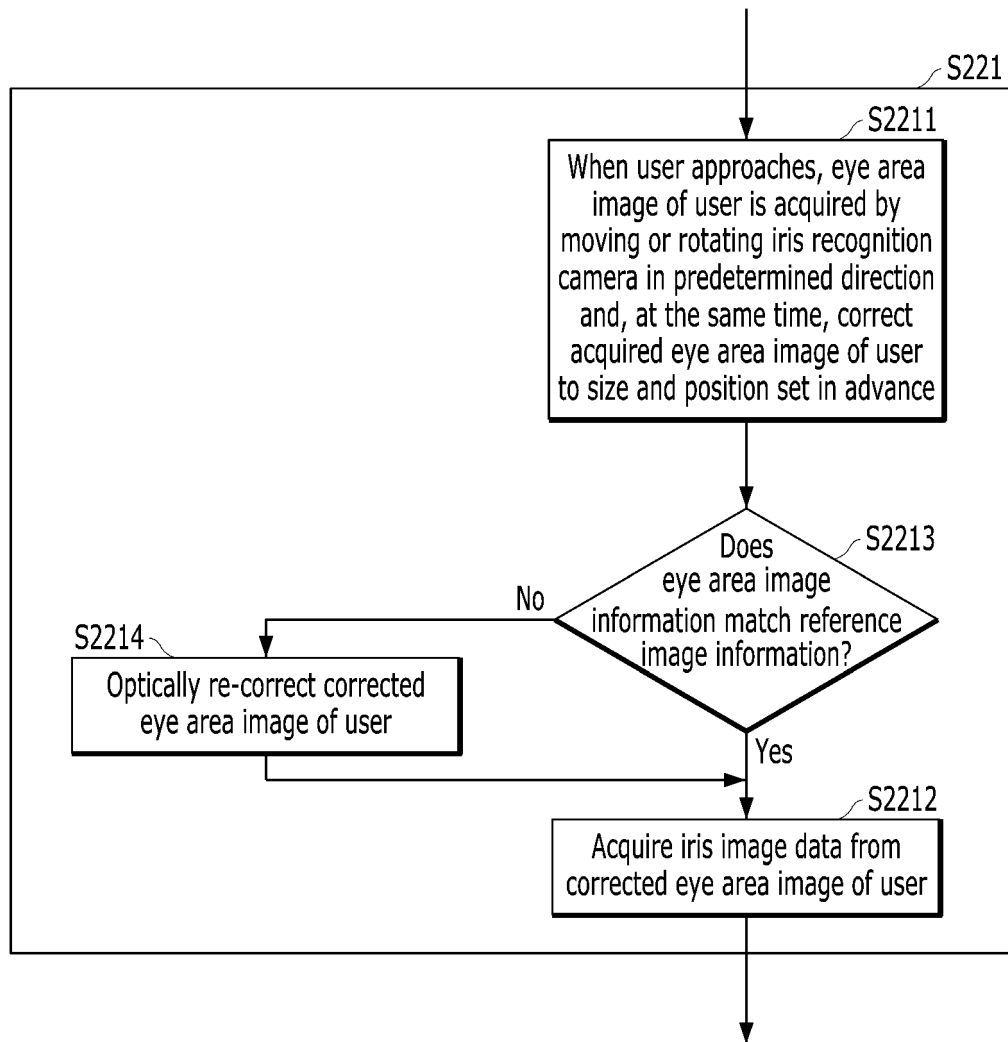 S221
S2211
When user approaches, eye area
image of user is acquired by
moving or rotating iris recognition
camera in predetermined direction
and, at the same time, correct
acquired eye area image of user
to size and position set in advance
S2213
Does
eye area image
information match reference
image information?
No
S2214
Optically re-correct corrected
eye area image of user
Yes
S2212
Acquire iris image data from
corrected eye area image of user